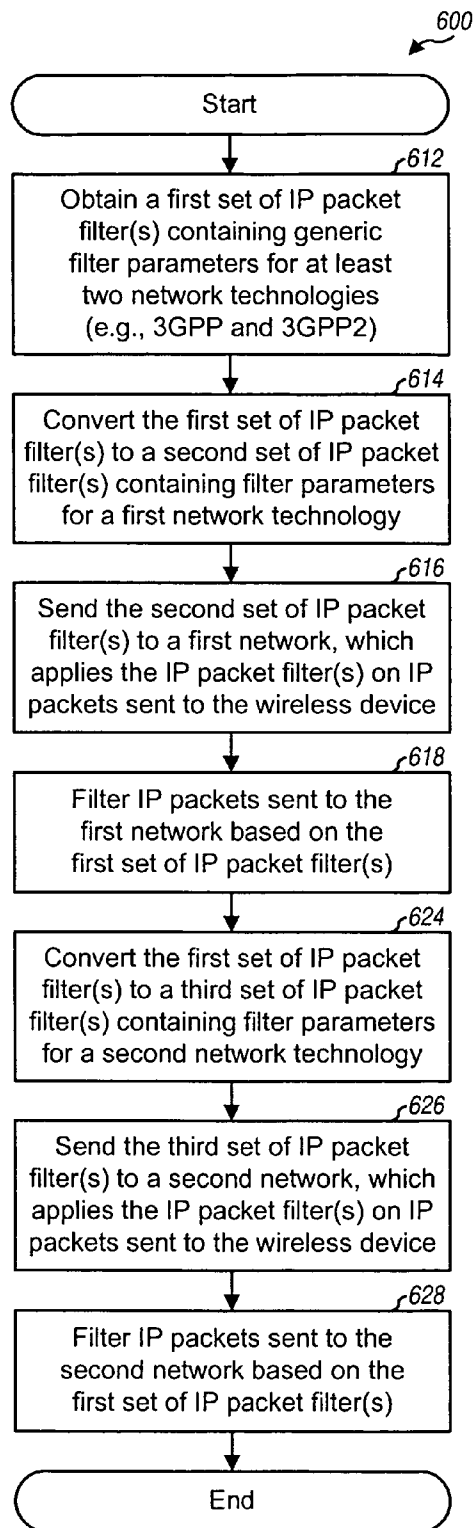 600
Start
612
Obtain a first set of IP packet
filter(s) containing generic
filter parameters for at least
two network technologies
(e.g., 3GPP and 3GPP2)
614
Convert the first set of IP packet
filter(s) to a second set of IP packet
filter(s) containing filter parameters
for a first network technology
616
Send the second set of IP packet
filter(s) to a first network, which
applies the IP packet filter(s) on IP
packets sent to the wireless device
618
Filter IP packets sent to the
first network based on the
first set of IP packet filter(s)
624
Convert the first set of IP packet
filter(s) to a third set of IP packet
filter(s) containing filter parameters
for a second network technology
626
Send the third set of IP packet
filter(s) to a second network, which
applies the IP packet filter(s) on IP
packets sent to the wireless device
628
Filter IP packets sent to the
second network based on the
first set of IP packet filter(s)
End